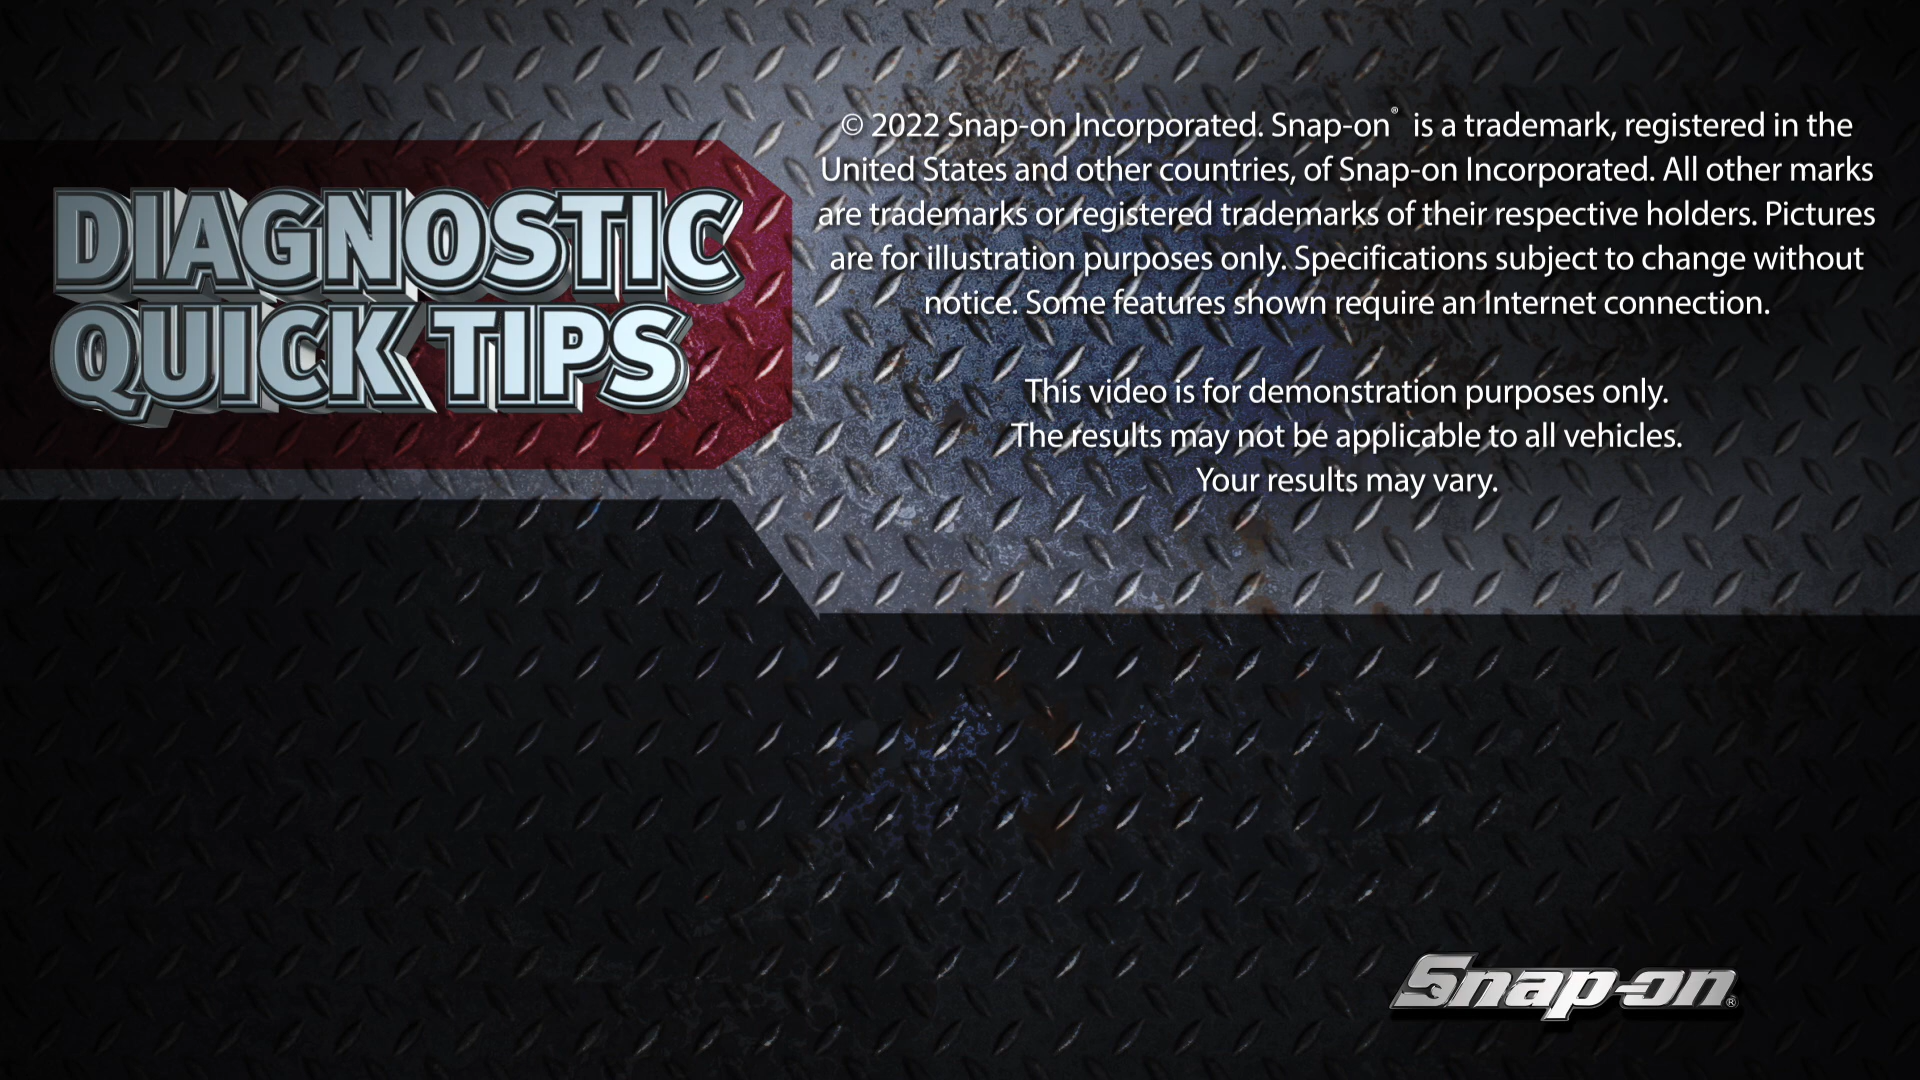 DIAGNOSTIC
QUICK TIPS
© 2022 Snap-on Incorporated. Snap-on® is a trademark, registered in the
United States and other countries, of Snap-on Incorporated. All other marks
are trademarks or registered trademarks of their respective holders. Pictures
are for illustration purposes only. Specifications subject to change without
notice. Some features shown require an Internet connection.
This video is for demonstration purposes only.
The results may not be applicable to all vehicles.
Your results may vary.
Snap-on®